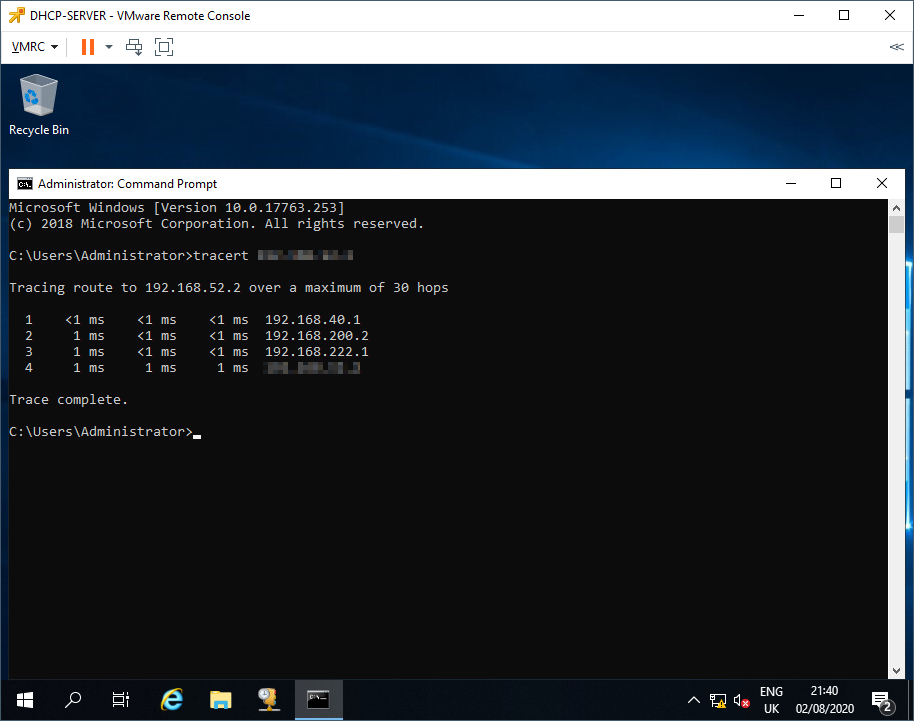 DHCP-SERVER - VMware Remote Console
VMRC
Recycle Bin
Administrator: Command Prompt
Microsoft Windows [Version 10.0.17763.253]
(c) 2018 Microsoft Corporation. All rights reserved.
C:\Users\Administrator>tracert
Tracing route to 192.168.52.2 over a maximum of 30 hops
1 <1 ms <1 ms <1 ms 192.168.40.1
2 1 ms <1 ms <1 ms 192.168.200.2
3 1 ms <1 ms <1 ms 192.168.222.1
4 1 ms 1 ms 1 ms
Trace complete.
C:\Users\Administrator>
ENG 21:40
UK 02/08/2020
2